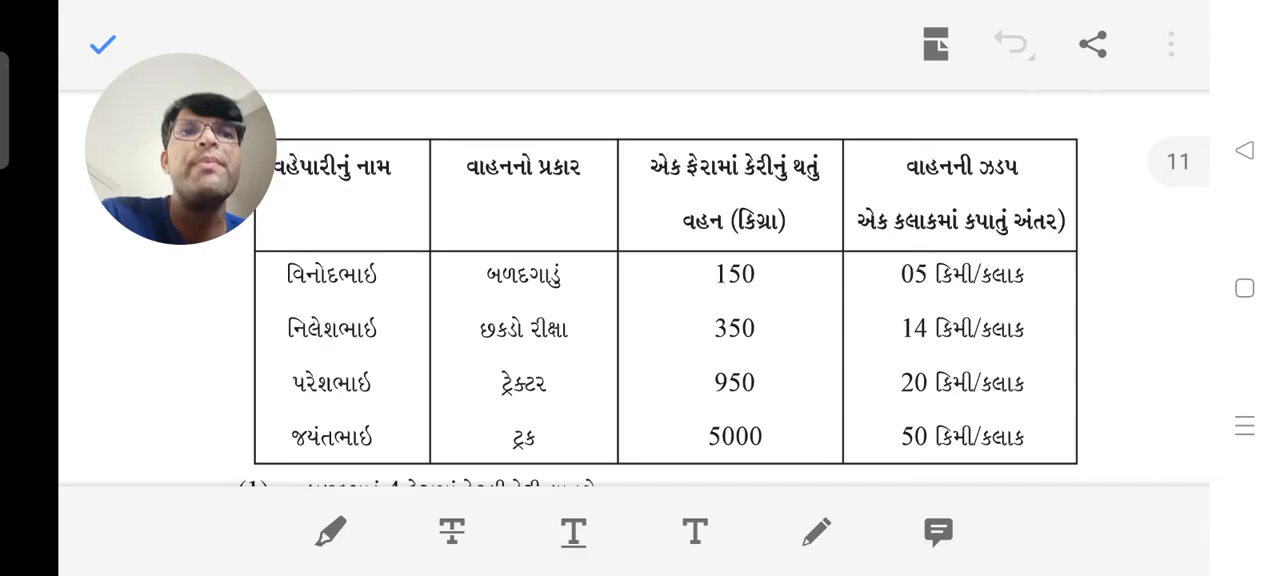 11
વહેપારીનું નામ વાહનનો પ્રકાર એક ફેરામાં કેરીનું થતું વાહનની ઝડપ
વહન (કિગ્રા) એક કલાકમાં કપાતું અંતર)
વિનોદભાઇ બળદગાડું 150 05 કિમી/કલાક
નિલેશભાઇ છકડો રીક્ષા 350 14 કિમી/કલાક
પરેશભાઇ ટ્રેક્ટર 950 20 કિમી/કલાક
જયંતભાઇ ટ્રક 5000 50 કિમી/કલાક
T T T